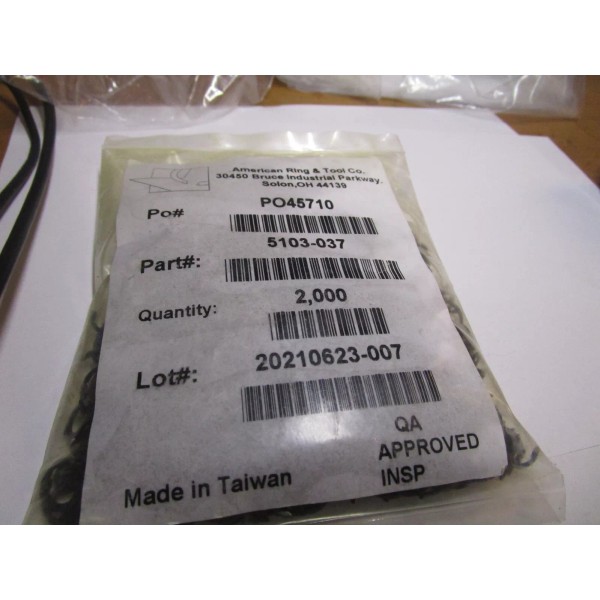 American Ring & Tool Co.
30450 Bruce Industrial Parkway.
Solon,OH 44139
Po# PO45710
Part#: 5103-037
Quantity: 2,000
Lot#: 20210623-007
QA
APPROVED
Made in Taiwan INSP